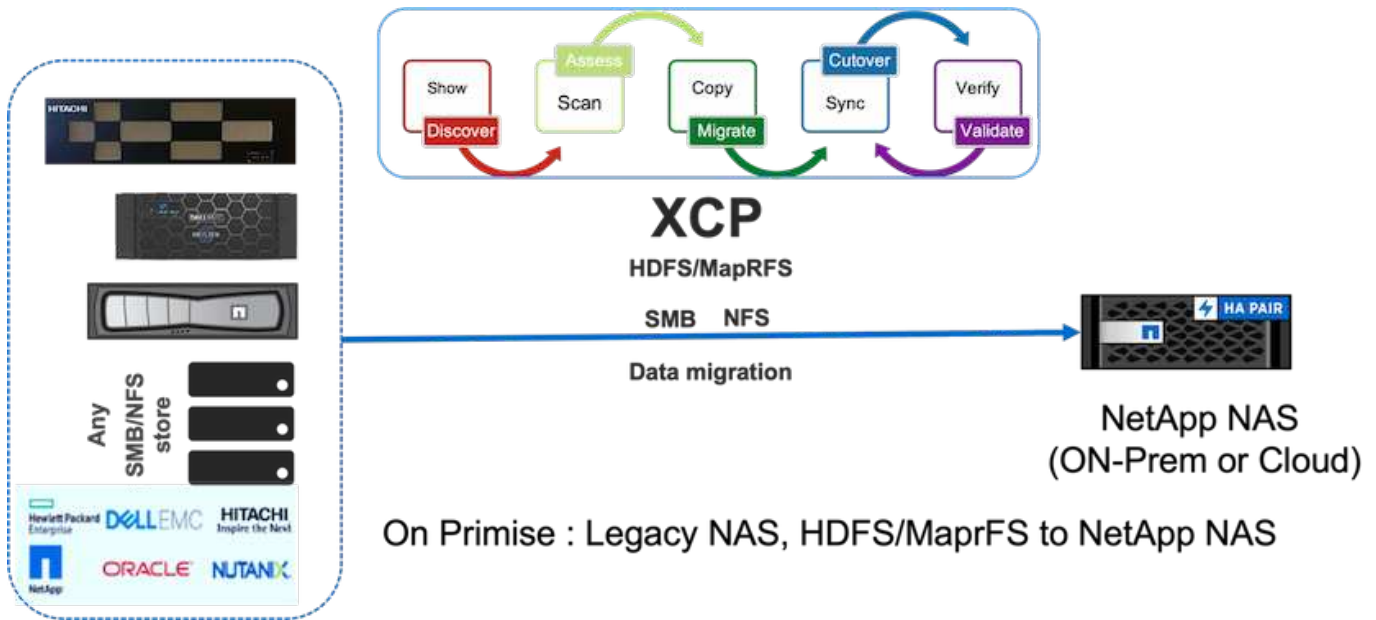 Show
Discover
Assess
Scan
Copy
Migrate
Cutover
Sync
Verify
Validate
HITACHI
XCP
HDFS/MapRFS
SMB NFS
Data migration
HA PAIR
NetApp NAS
(ON-Prem or Cloud)
Any
SMB/NFS
store
Hewlett Packard
Enterprise
DELLEMC
HITACHI
Inspire the Next
NetApp
ORACLE
NUTANIX
On Primise : Legacy NAS, HDFS/MaprFS to NetApp NAS